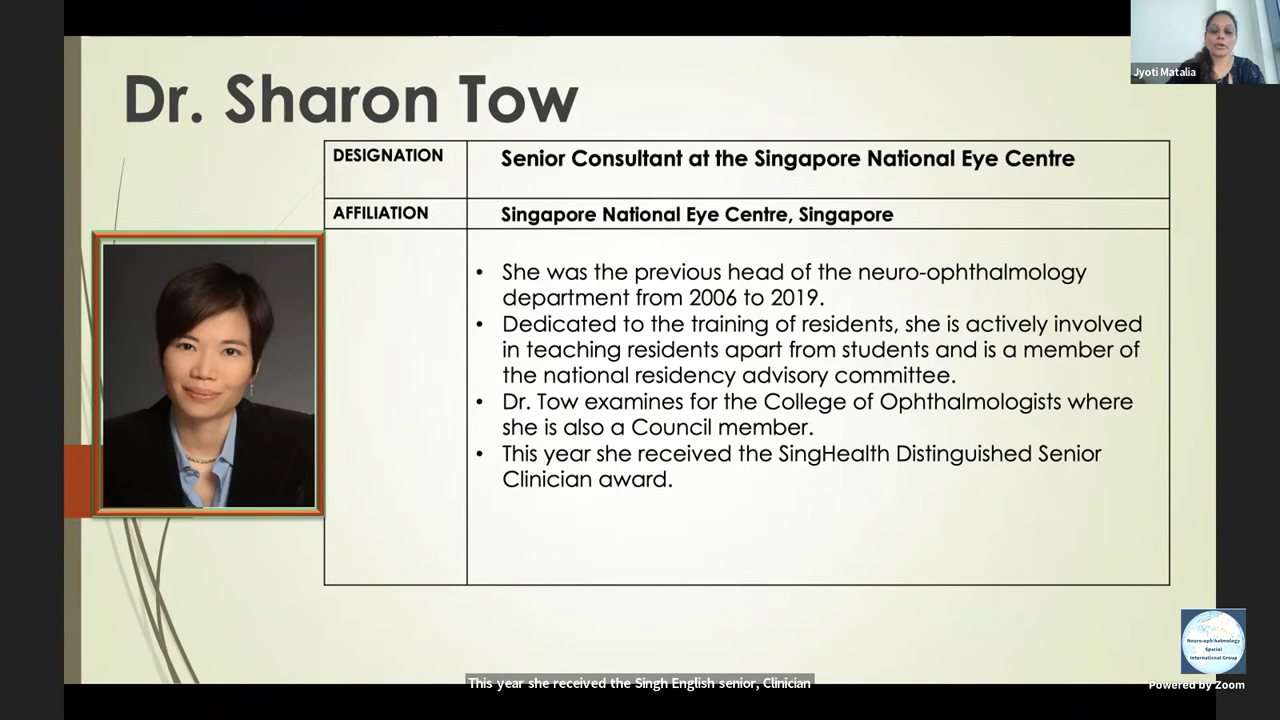 Dr. Sharon Tow
Jyoti Matalia
DESIGNATION
Senior Consultant at the Singapore National Eye Centre
AFFILIATION
Singapore National Eye Centre, Singapore
• She was the previous head of the neuro-ophthalmology
department from 2006 to 2019.
• Dedicated to the training of residents, she is actively involved
in teaching residents apart from students and is a member of
the national residency advisory committee.
• Dr. Tow examines for the College of Ophthalmologists where
she is also a Council member.
• This year she received the SingHealth Distinguished Senior
Clinician award.
Neuro-ophthalmology
Special
International Group
This year she received the Singh English senior, Clinician
Powered by Zoom